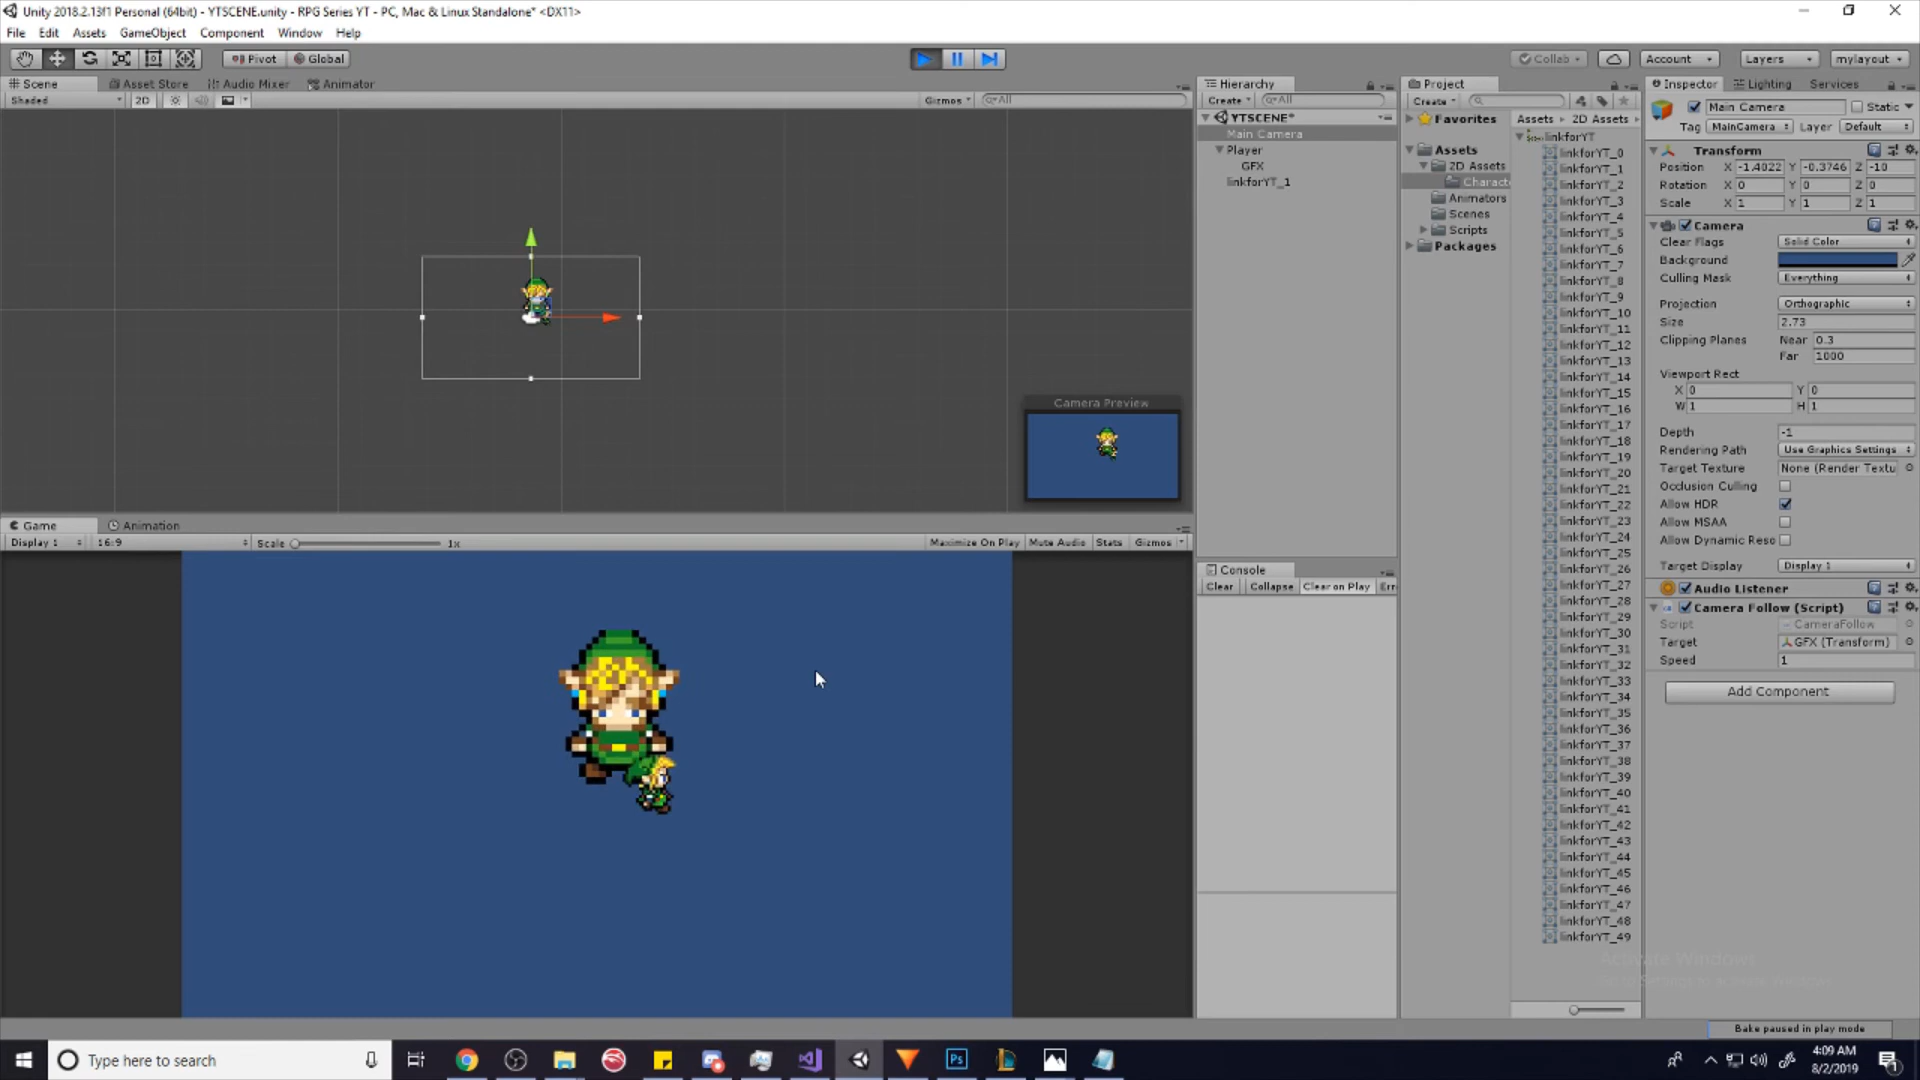 Unity 2018.2.13f1 Personal (64bit) - YTSCENE.unity - RPG Series YT - PC, Mac & Linux Standalone* <DX11>
File Edit Assets GameObject Component Window Help
Pivot Global Collab Account Layers mylayout
Scene Asset Store Audio Mixer Animator
Shaded 2D Gizmos All
Camera Preview
Game Animation
Display 1 16:9 Scale 1x Maximize On Play Mute Audio Stats Gizmos
Hierarchy
Create All
YTSCENE*
Main Camera
Player
GFX
linkforYT_1
Console
Clear Collapse Clear on Play Err
Project
Create
Favorites
Assets
2D Assets
Charact
Animators
Scenes
Scripts
Packages
Assets 2D Assets
linkforYT
linkforYT_0
linkforYT_1
linkforYT_2
linkforYT_3
linkforYT_4
linkforYT_5
linkforYT_6
linkforYT_7
linkforYT_8
linkforYT_9
linkforYT_10
linkforYT_11
linkforYT_12
linkforYT_13
linkforYT_14
linkforYT_15
linkforYT_16
linkforYT_17
linkforYT_18
linkforYT_19
linkforYT_20
linkforYT_21
linkforYT_22
linkforYT_23
linkforYT_24
linkforYT_25
linkforYT_26
linkforYT_27
linkforYT_28
linkforYT_29
linkforYT_30
linkforYT_31
linkforYT_32
linkforYT_33
linkforYT_34
linkforYT_35
linkforYT_36
linkforYT_37
linkforYT_38
linkforYT_39
linkforYT_40
linkforYT_41
linkforYT_42
linkforYT_43
linkforYT_44
linkforYT_45
linkforYT_46
linkforYT_47
linkforYT_48
linkforYT_49
Inspector Lighting Services
Main Camera Static
Tag MainCamera Layer Default
Transform
Position X -1.4022 Y -0.3746 Z -10
Rotation X 0 Y 0 Z 0
Scale X 1 Y 1 Z 1
Camera
Clear Flags Solid Color
Background
Culling Mask Everything
Projection Orthographic
Size 2.73
Clipping Planes Near 0.3
Far 1000
Viewport Rect
X 0 Y 0
W 1 H 1
Depth -1
Rendering Path Use Graphics Settings
Target Texture None (Render Textu
Occlusion Culling
Allow HDR
Allow MSAA
Allow Dynamic Reso
Target Display Display 1
Audio Listener
Camera Follow (Script)
Script CameraFollow
Target GFX (Transform)
Speed 1
Add Component
Activate Windows
Bake paused in play mode
Type here to search
4:09 AM
8/2/2019